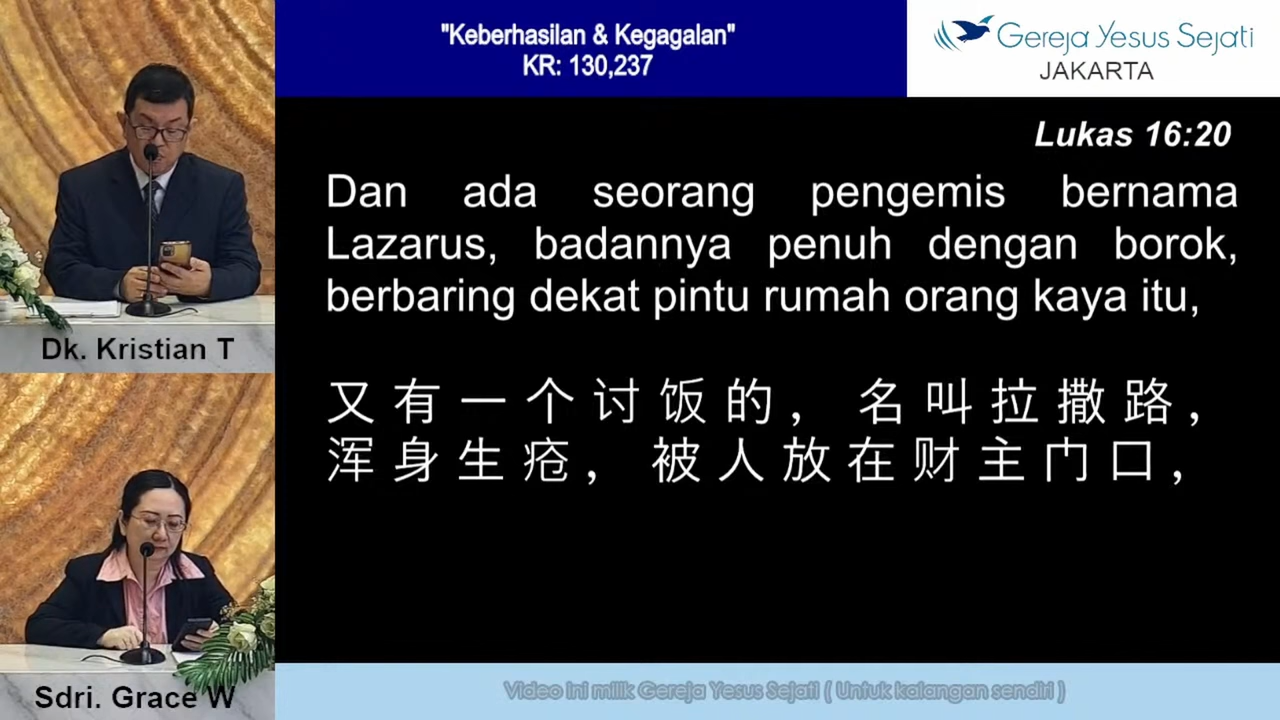 "Keberhasilan & Kegagalan"
KR: 130,237
Gereja Yesus Sejati
JAKARTA
Lukas 16:20
Dan ada seorang pengemis bernama
Lazarus, badannya penuh dengan borok,
berbaring dekat pintu rumah orang kaya itu,
又有一个讨饭的，名叫拉撒路，
浑身生疮，被人放在财主门口，
Dk. Kristian T
Sdri. Grace W
Video ini milik Gereja Yesus Sejati ( Untuk kalangan sendiri )